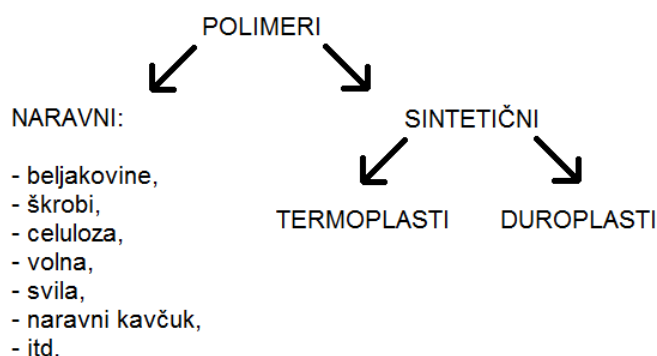 POLIMERI
NARAVNI:
- beljakovine,
- škrobi,
- celuloza,
- volna,
- svila,
- naravni kavčuk,
- itd.
SINTETIČNI
TERMOPLASTI
DUROPLASTI